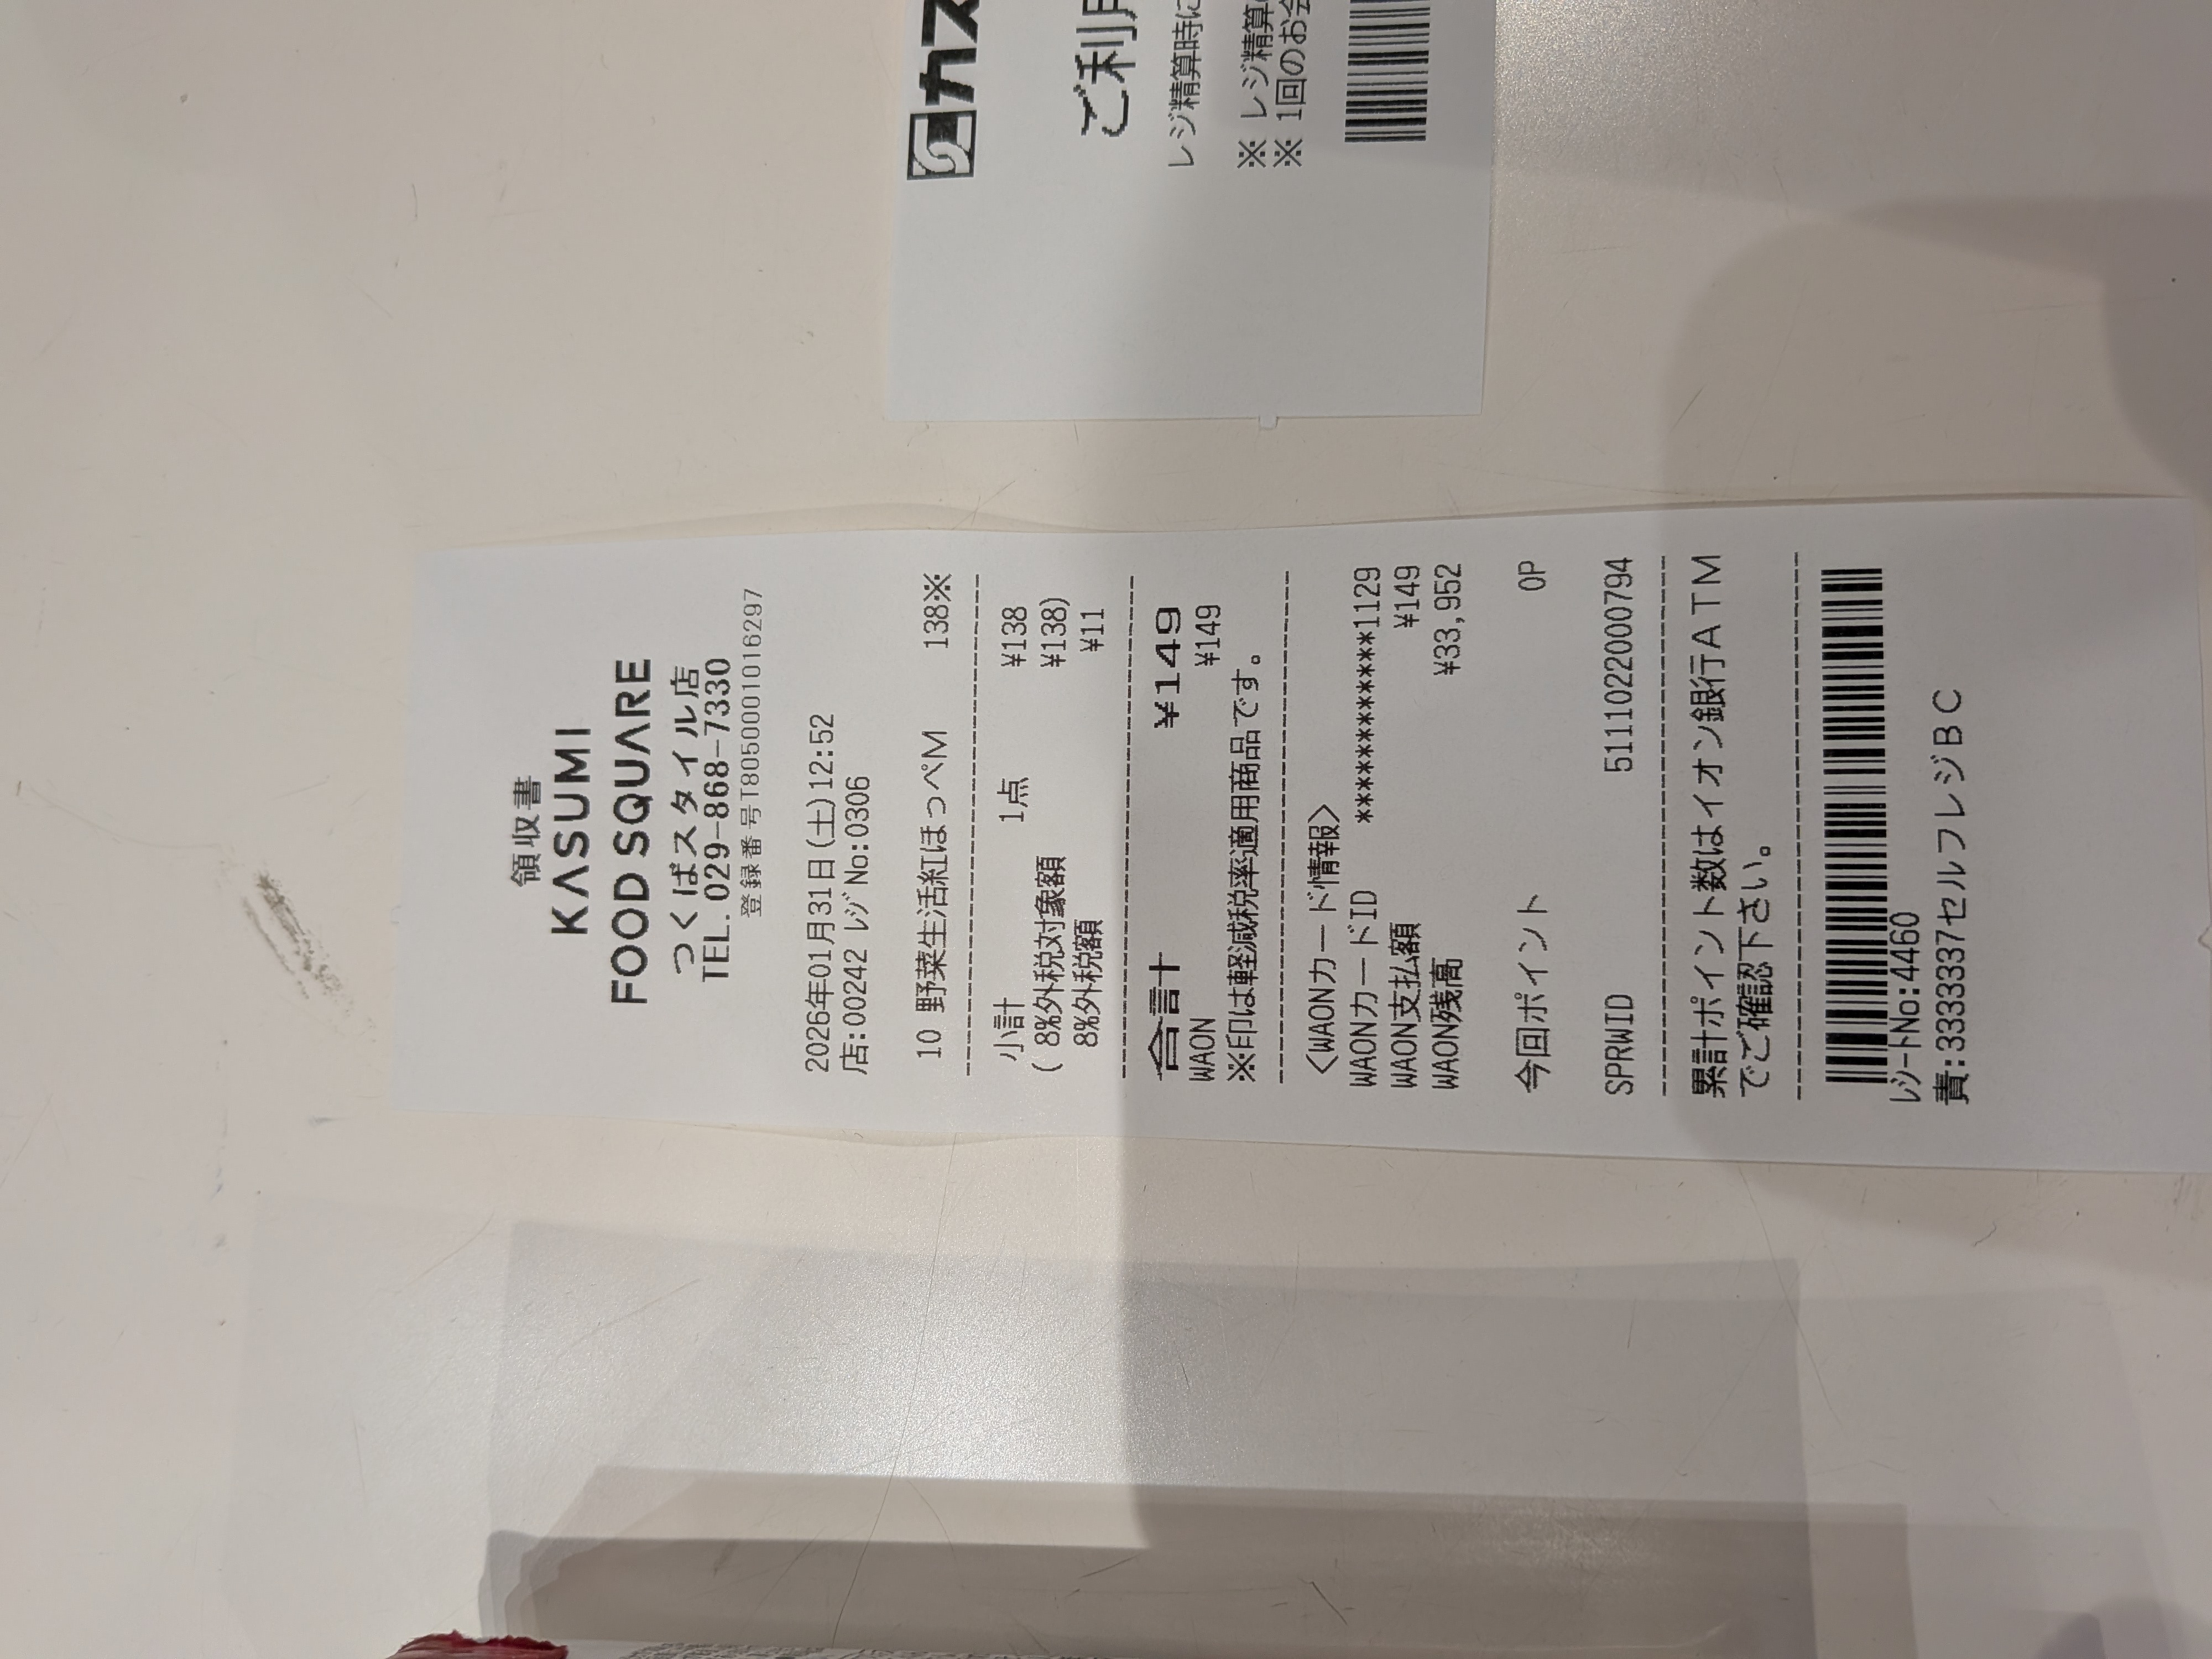 領収書
KASUMI
FOOD SQUARE
つくばスタイル店
TEL.029-868-7330
登録番号T8050001016297
2026年01月31日(土)12:52
店:00242 レジNo:0306
10 野菜生活紅ほっぺM 138※
小計 1点 ¥138
( 8%外税対象額 ¥138)
8%外税額 ¥11
合計 ¥149
WAON ¥149
※印は軽減税率適用商品です。
<WAONカード情報>
WAONカードID ************1129
WAON支払額 ¥149
WAON残高 ¥33,952
今回ポイント 0P
SPRWID 5111022000794
累計ポイント数はイオン銀行ATM
でご確認下さい。
レシートNo:4460
責:3333337セルフレジBC
カス
ご利用
レジ精算時に
※ レジ精算
※ 1回のお会